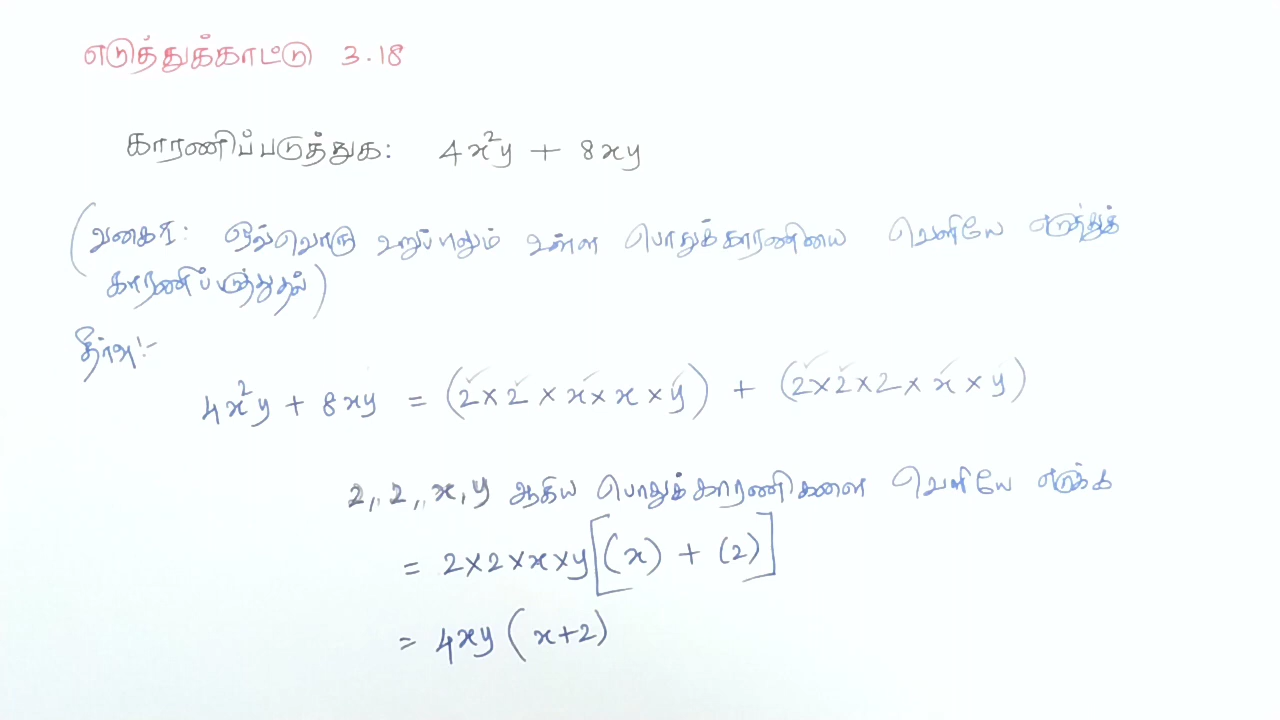 எடுத்துக்காட்டு 3.18
காரணிப்படுத்துக: 4x²y + 8xy
(வகை 1: ஒவ்வொரு உறுப்பிலும் உள்ள பொதுக்காரணியை வெளியே எடுத்துக்
காரணிப்படுத்துதல்)
தீர்வு:-
4x²y + 8xy = (2×2×x×x×y) + (2×2×2×x×y)
2, 2, x, y ஆகிய பொதுக்காரணிகளை வெளியே எடுக்க
= 2×2×x×y[(x) + (2)]
= 4xy(x+2)